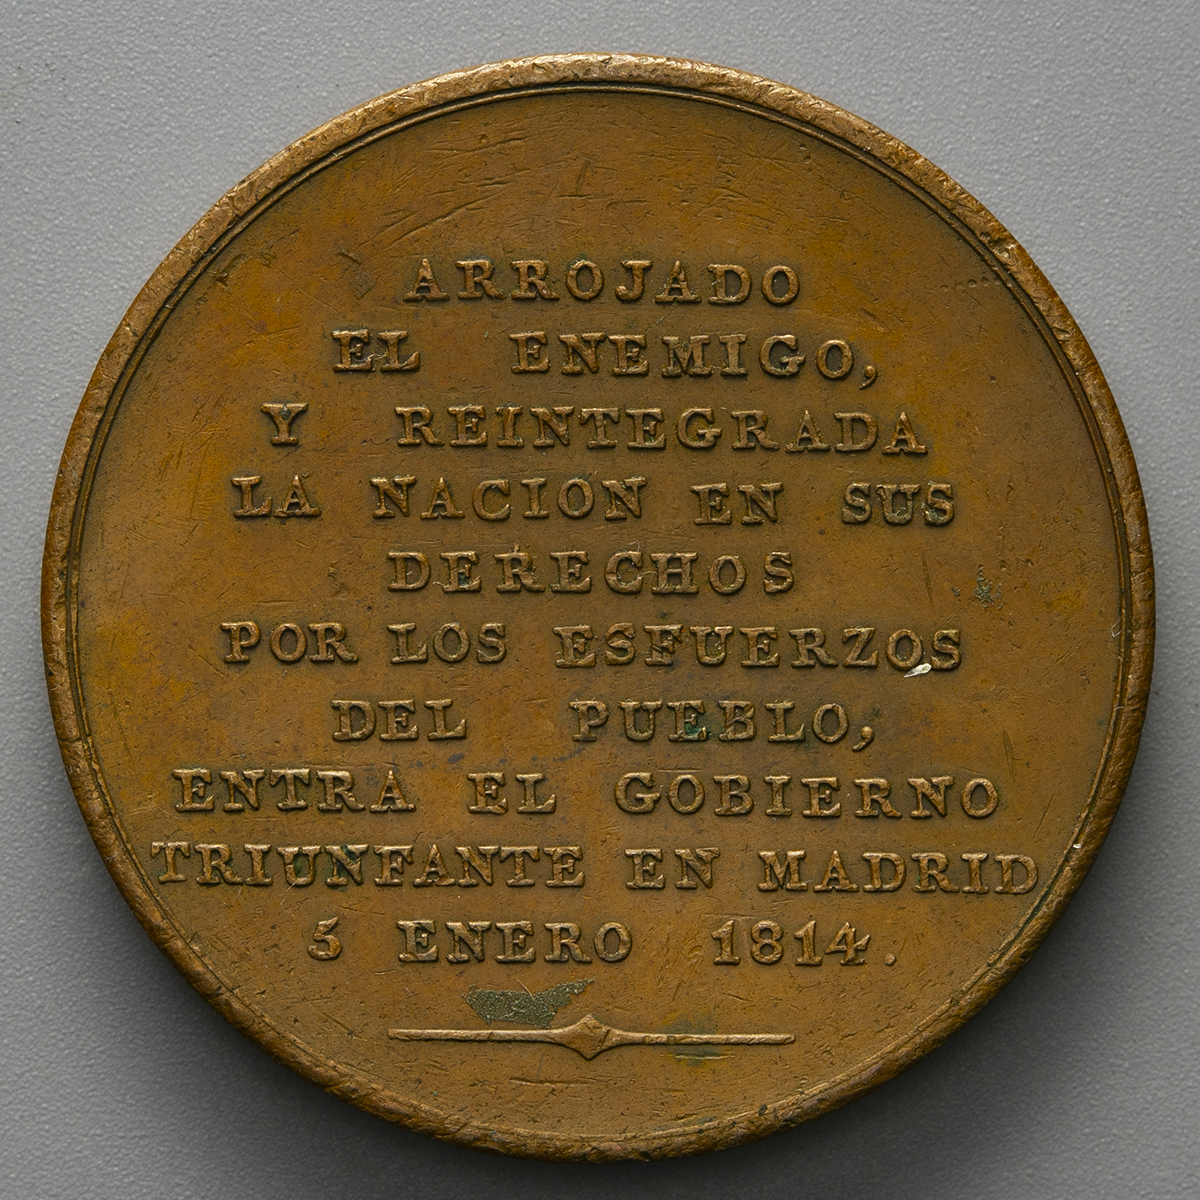 ARROJADO
EL ENEMIGO,
Y REINTEGRADA
LA NACION EN SUS
DERECHOS
POR LOS ESFUERZOS
DEL PUEBLO,
ENTRA EL GOBIERNO
TRIUNFANTE EN MADRID
5 ENERO 1814.